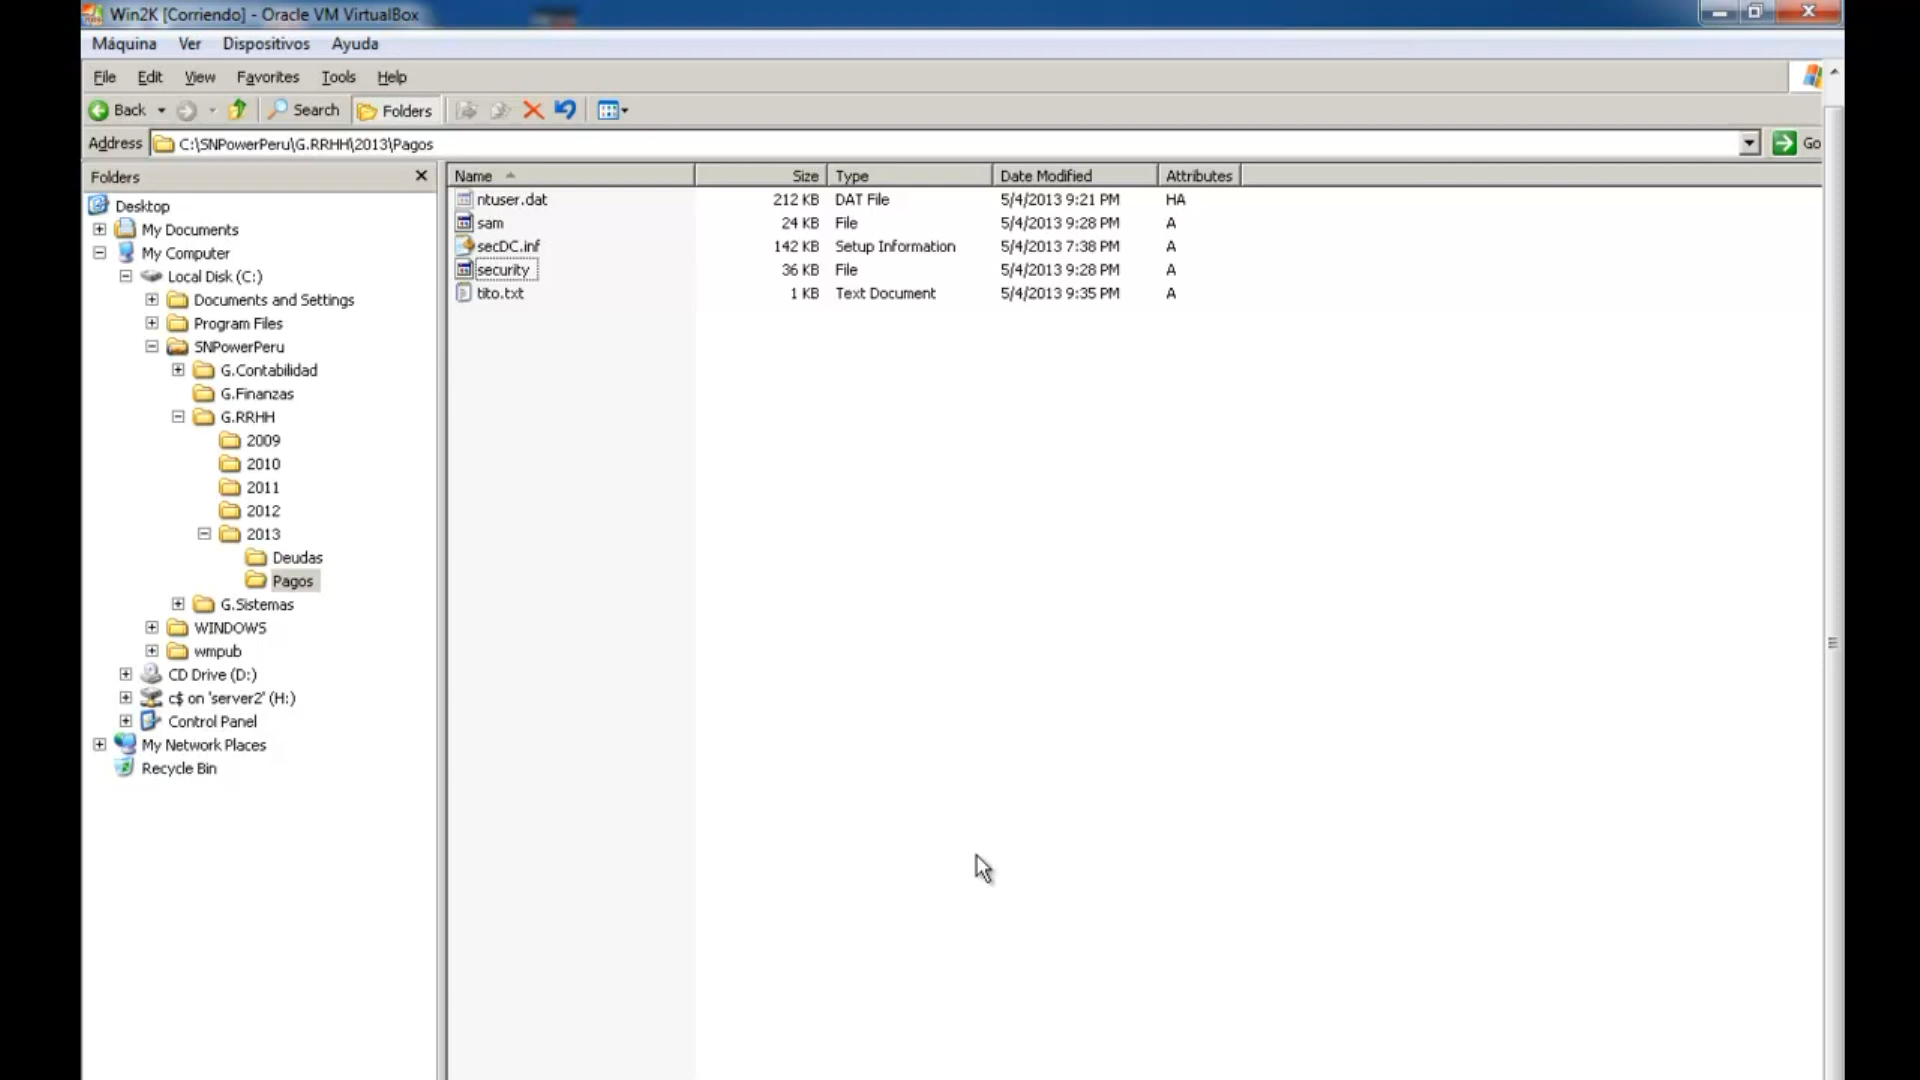 Win2K [Corriendo] - Oracle VM VirtualBox
Máquina Ver Dispositivos Ayuda
File Edit View Favorites Tools Help
Back Search Folders
Address C:\SNPowerPeru\G.RRHH\2013\Pagos Go
Folders
Desktop
My Documents
My Computer
Local Disk (C:)
Documents and Settings
Program Files
SNPowerPeru
G.Contabilidad
G.Finanzas
G.RRHH
2009
2010
2011
2012
2013
Deudas
Pagos
G.Sistemas
WINDOWS
wmpub
CD Drive (D:)
c$ on 'server2' (H:)
Control Panel
My Network Places
Recycle Bin
Name Size Type Date Modified Attributes
ntuser.dat 212 KB DAT File 5/4/2013 9:21 PM HA
sam 24 KB File 5/4/2013 9:28 PM A
secDC.inf 142 KB Setup Information 5/4/2013 7:38 PM A
security 36 KB File 5/4/2013 9:28 PM A
tito.txt 1 KB Text Document 5/4/2013 9:35 PM A